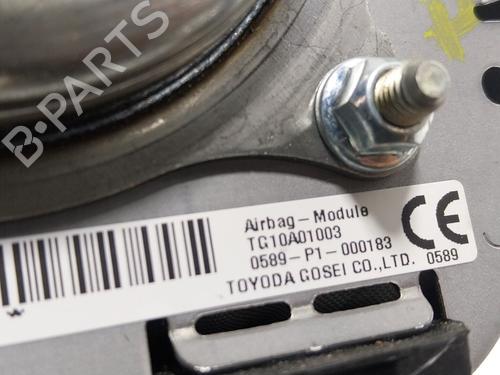 B-PARTS
Airbag-Module
TG10A01003
0589-P1-000183
TOYODA GOSEI CO.,LTD.
CE
0589